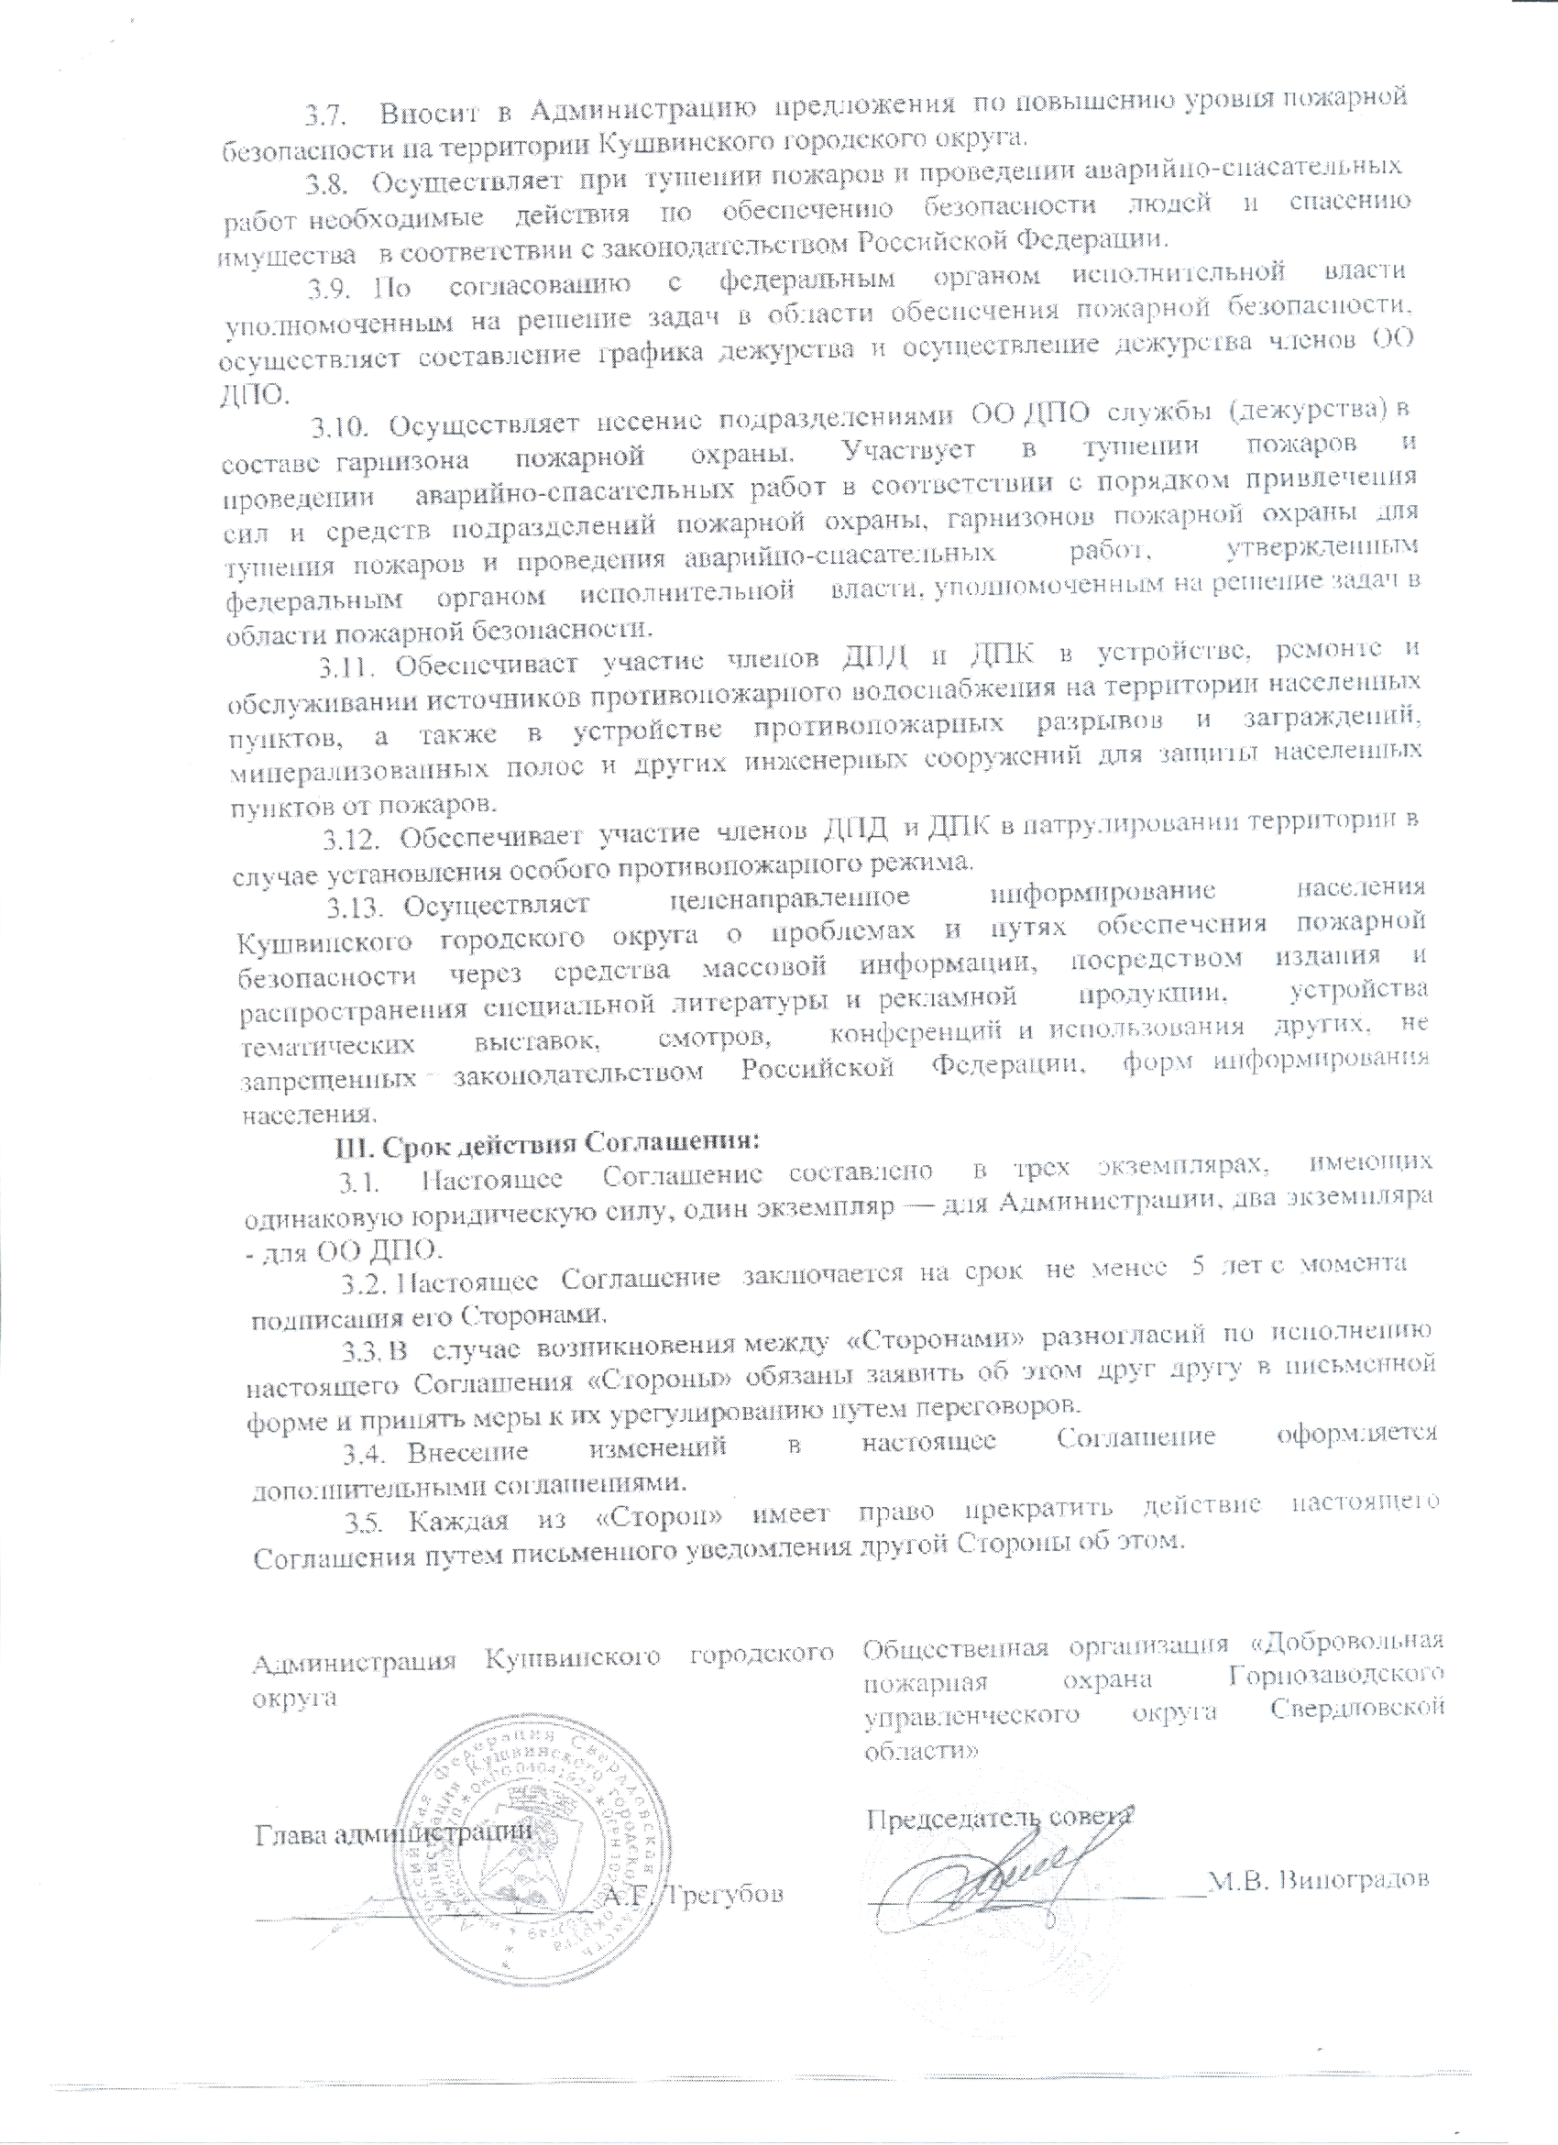 3.7. Вносит в Администрацию предложения по повышению уровня пожарной
безопасности на территории Кушвинского городского округа.
3.8. Осуществляет при тушении пожаров и проведении аварийно-спасательных
работ необходимые действия по обеспечению безопасности людей и спасению
имущества в соответствии с законодательством Российской Федерации.
3.9. По согласованию с федеральным органом исполнительной власти
уполномоченным на решение задач в области обеспечения пожарной безопасности,
осуществляет составление графика дежурства и осуществление дежурства членов ОО
ДПО.
3.10. Осуществляет несение подразделениями ОО ДПО службы (дежурства) в
составе гарнизона пожарной охраны. Участвует в тушении пожаров и
проведении аварийно-спасательных работ в соответствии с порядком привлечения
сил и средств подразделений пожарной охраны, гарнизонов пожарной охраны для
тушения пожаров и проведения аварийно-спасательных работ, утвержденным
федеральным органом исполнительной власти, уполномоченным на решение задач в
области пожарной безопасности.
3.11. Обеспечивает участие членов ДПД и ДПК в устройстве, ремонте и
обслуживании источников противопожарного водоснабжения на территории населенных
пунктов, а также в устройстве противопожарных разрывов и заграждений,
минерализованных полос и других инженерных сооружений для защиты населенных
пунктов от пожаров.
3.12. Обеспечивает участие членов ДПД и ДПК в патрулировании территории в
случае установления особого противопожарного режима.
3.13. Осуществляет целенаправленное информирование населения
Кушвинского городского округа о проблемах и путях обеспечения пожарной
безопасности через средства массовой информации, посредством издания и
распространения специальной литературы и рекламной продукции, устройства
тематических выставок, смотров, конференций и использования других, не
запрещенных законодательством Российской Федерации, форм информирования
населения.
III. Срок действия Соглашения:
3.1. Настоящее Соглашение составлено в трех экземплярах, имеющих
одинаковую юридическую силу, один экземпляр — для Администрации, два экземпляра
- для ОО ДПО.
3.2. Настоящее Соглашение заключается на срок не менее 5 лет с момента
подписания его Сторонами.
3.3. В случае возникновения между «Сторонами» разногласий по исполнению
настоящего Соглашения «Стороны» обязаны заявить об этом друг другу в письменной
форме и принять меры к их урегулированию путем переговоров.
3.4. Внесение изменений в настоящее Соглашение оформляется
дополнительными соглашениями.
3.5. Каждая из «Сторон» имеет право прекратить действие настоящего
Соглашения путем письменного уведомления другой Стороны об этом.
Администрация Кушвинского городского
округа
Глава администрации
А.Г. Трегубов
Российская Федерация Свердловская область
Администрация Кушвинского городского округа
Общественная организация «Добровольная
пожарная охрана Горнозаводского
управленческого округа Свердловской
области»
Председатель совета
М.В. Виноградов